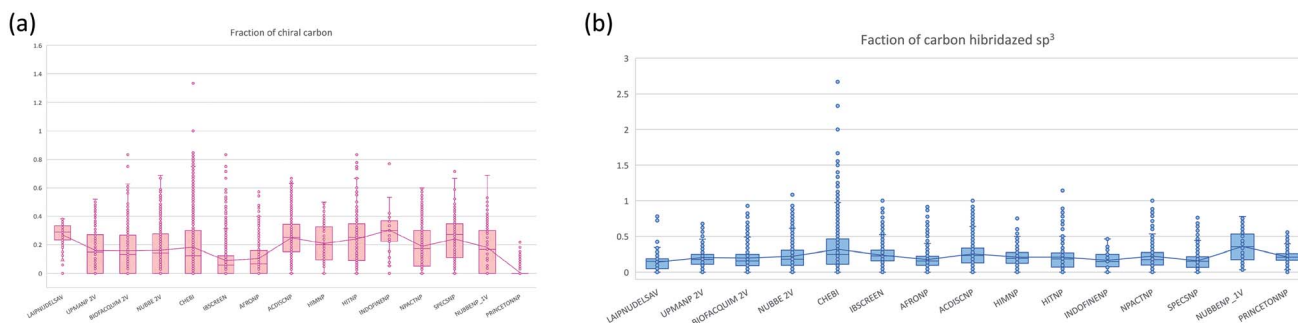 (a)
Fraction of chiral carbon
1.6
1.4
1.2
1
0.8
0.6
0.4
0.2
0
LAIPNUDELSAV
UPMANP 2V
BIOFACQUIM 2V
NUBBE 2V
CHEBI
IBSCREEN
AFRONP
ACDISCNP
HIMNP
HITNP
INDOFINENP
NPACTNP
SPECSNP
NUBBENP_1V
PRINCETONNP
(b)
Faction of carbon hibridazed sp³
3
2.5
2
1.5
1
0.5
0
LAIPNUDELSAV
UPMANP 2V
BIOFACQUIM 2V
NUBBE 2V
CHEBI
IBSCREEN
AFRONP
ACDISCNP
HIMNP
HITNP
INDOFINENP
NPACTNP
SPECSNP
NUBBENP _1V
PRINCETONNP